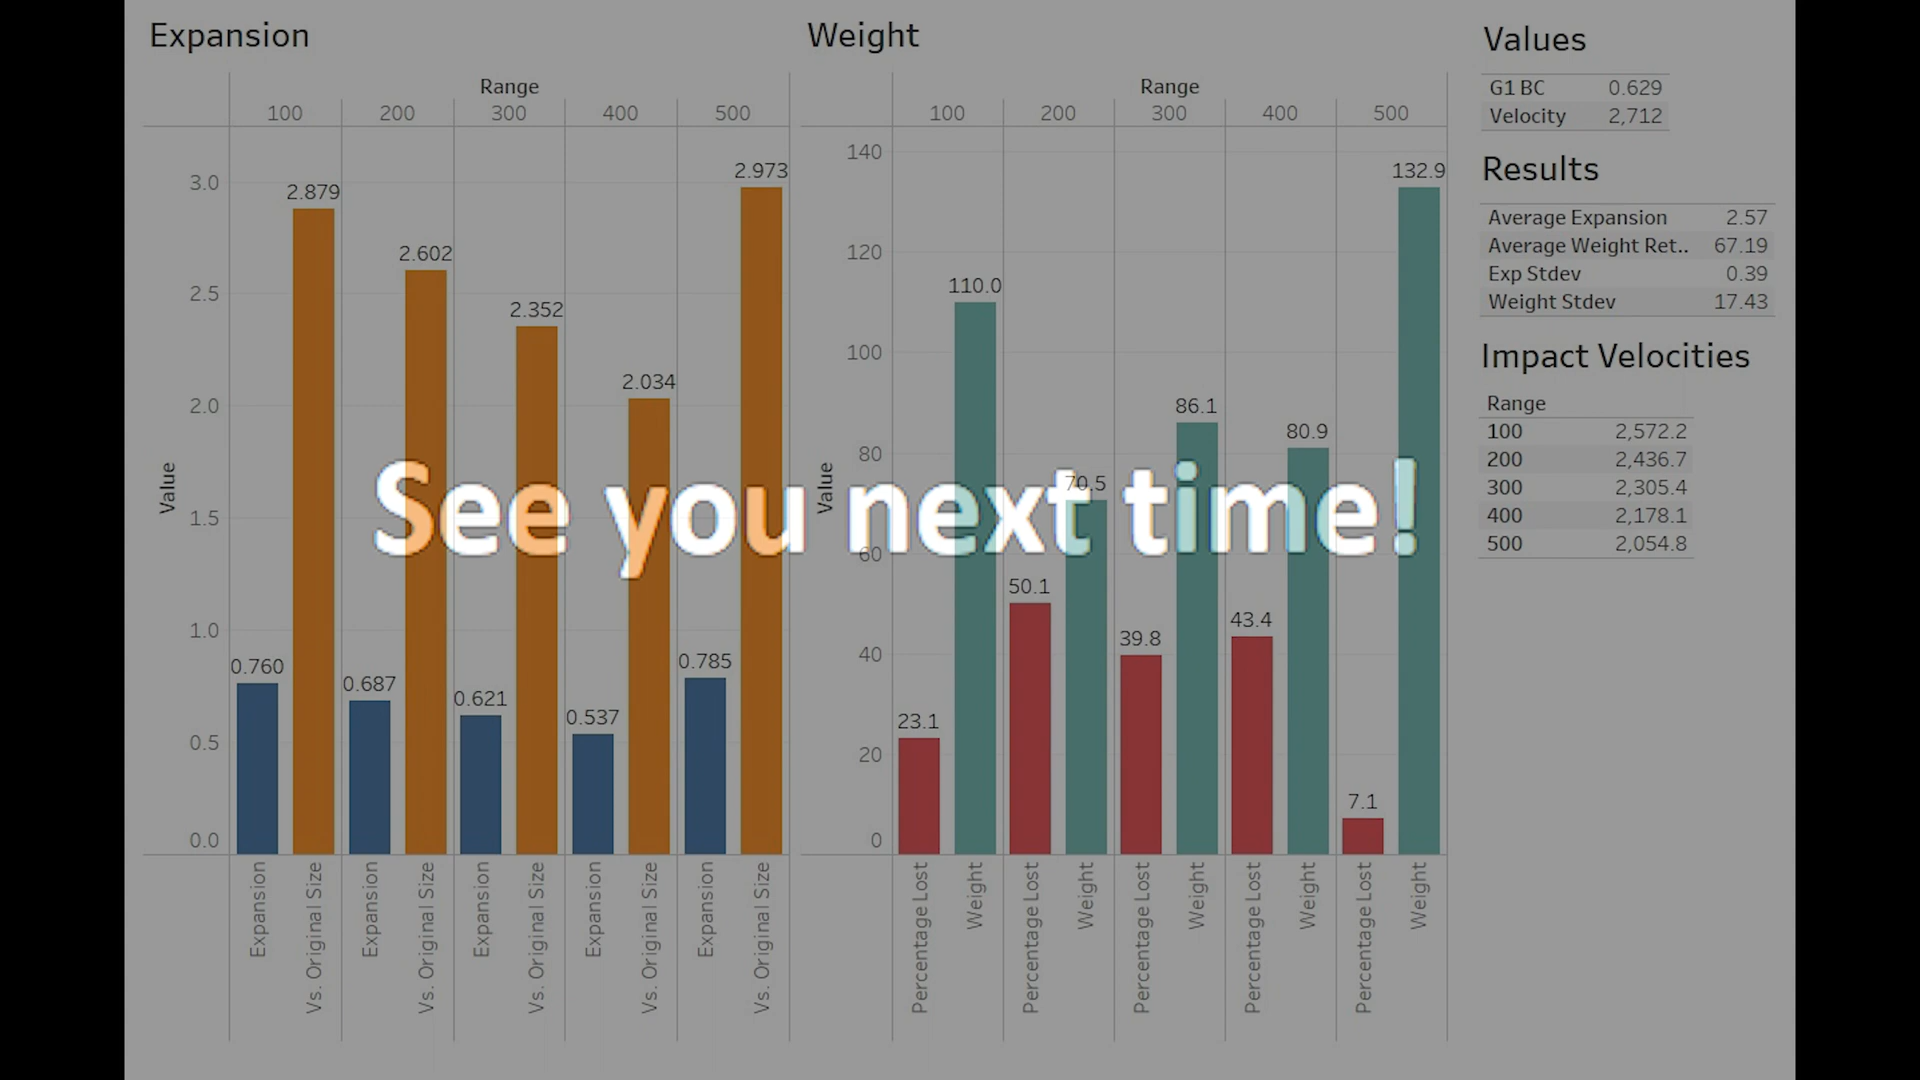 Expansion
Range
100 200 300 400 500
3.0
2.5
2.0
1.5
1.0
0.5
0.0
Value
2.879
2.602
2.352
2.034
2.973
0.760
0.687
0.621
0.537
0.785
Expansion
Vs. Original Size
Expansion
Vs. Original Size
Expansion
Vs. Original Size
Expansion
Vs. Original Size
Expansion
Vs. Original Size
Weight
Range
100 200 300 400 500
140
120
100
80
60
40
20
0
Value
23.1
110.0
50.1
70.5
39.8
86.1
43.4
80.9
7.1
132.9
Percentage Lost
Weight
Percentage Lost
Weight
Percentage Lost
Weight
Percentage Lost
Weight
Percentage Lost
Weight
See you next time!
Values
G1 BC 0.629
Velocity 2,712
Results
Average Expansion 2.57
Average Weight Ret.. 67.19
Exp Stdev 0.39
Weight Stdev 17.43
Impact Velocities
Range
100 2,572.2
200 2,436.7
300 2,305.4
400 2,178.1
500 2,054.8